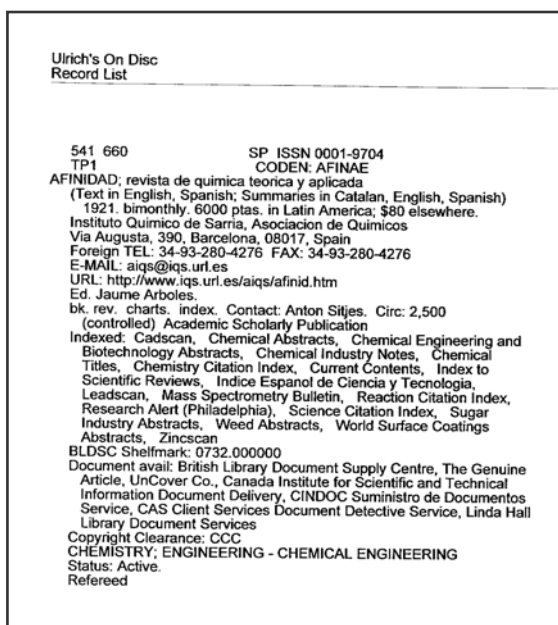 Ulrich's On Disc
Record List
541 660 SP ISSN 0001-9704
TP1 CODEN: AFINAE
AFINIDAD; revista de quimica teorica y aplicada
(Text in English, Spanish; Summaries in Catalan, English, Spanish)
1921. bimonthly. 6000 ptas. in Latin America; $80 elsewhere.
Instituto Quimico de Sarria, Asociacion de Quimicos
Via Augusta, 390, Barcelona, 08017, Spain
Foreign TEL: 34-93-280-4276 FAX: 34-93-280-4276
E-MAIL: aiqs@iqs.url.es
URL: http://www.iqs.url.es/aiqs/afinid.htm
Ed. Jaume Arboles.
bk. rev. charts. index. Contact: Anton Sitjes. Circ: 2,500
(controlled) Academic Scholarly Publication
Indexed: Cadscan, Chemical Abstracts, Chemical Engineering and
Biotechnology Abstracts, Chemical Industry Notes, Chemical
Titles, Chemistry Citation Index, Current Contents, Index to
Scientific Reviews, Indice Espanol de Ciencia y Tecnologia,
Leadscan, Mass Spectrometry Bulletin, Reaction Citation Index,
Research Alert (Philadelphia), Science Citation Index, Sugar
Industry Abstracts, Weed Abstracts, World Surface Coatings
Abstracts, Zincscan
BLDSC Shelfmark: 0732.000000
Document avail: British Library Document Supply Centre, The Genuine
Article, UnCover Co., Canada Institute for Scientific and Technical
Information Document Delivery, CINDOC Suministro de Documentos
Service, CAS Client Services Document Detective Service, Linda Hall
Library Document Services
Copyright Clearance: CCC
CHEMISTRY; ENGINEERING - CHEMICAL ENGINEERING
Status: Active.
Refereed